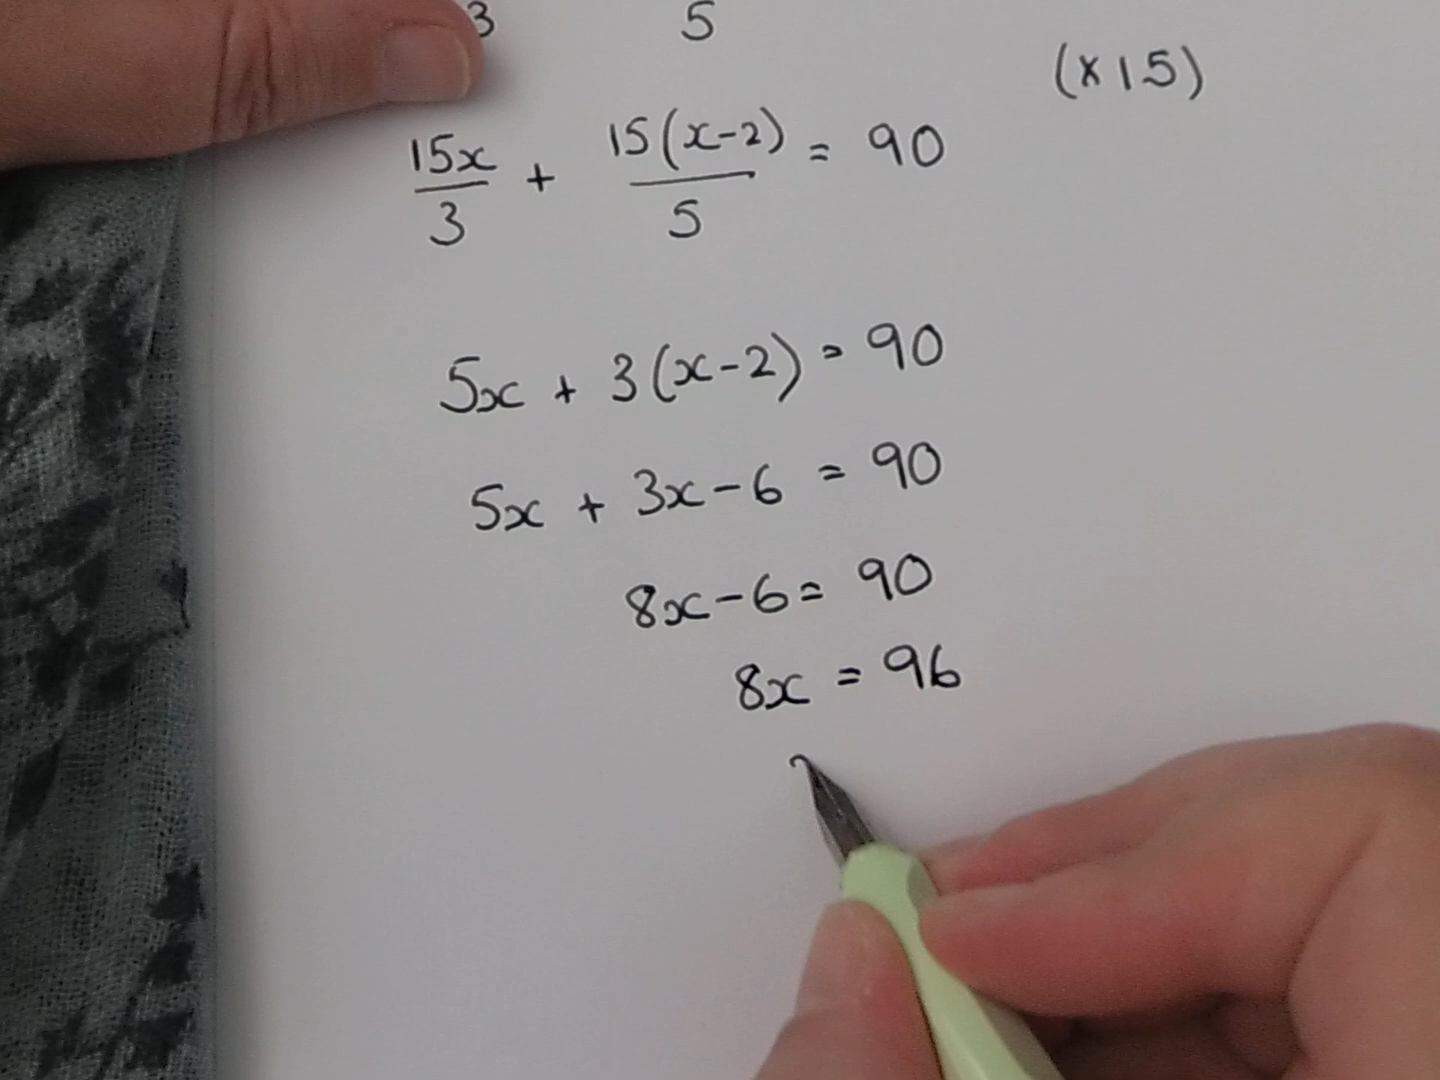 3 5
(×15)
15x/3 + 15(x-2)/5 = 90
5x + 3(x-2) = 90
5x + 3x-6 = 90
8x-6= 90
8x = 96